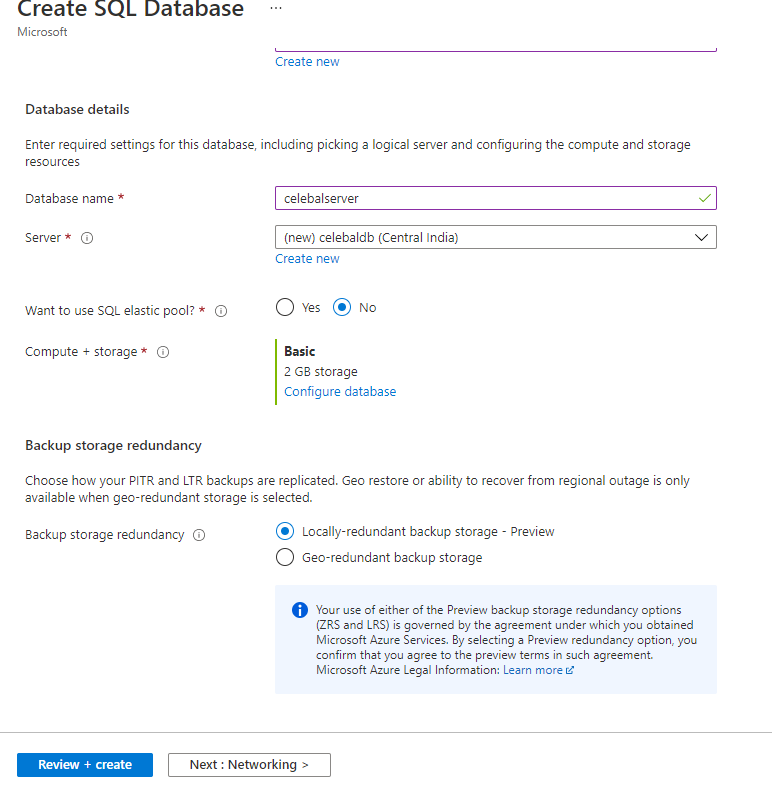 Create SQL Database ...
Microsoft
Create new
Database details
Enter required settings for this database, including picking a logical server and configuring the compute and storage
resources
Database name *
celebalserver
Server *
(new) celebaldb (Central India)
Create new
Want to use SQL elastic pool? *
Yes No
Compute + storage *
Basic
2 GB storage
Configure database
Backup storage redundancy
Choose how your PITR and LTR backups are replicated. Geo restore or ability to recover from regional outage is only
available when geo-redundant storage is selected.
Backup storage redundancy
Locally-redundant backup storage - Preview
Geo-redundant backup storage
Your use of either of the Preview backup storage redundancy options
(ZRS and LRS) is governed by the agreement under which you obtained
Microsoft Azure Services. By selecting a Preview redundancy option, you
confirm that you agree to the preview terms in such agreement.
Microsoft Azure Legal Information: Learn more
Review + create
Next : Networking >